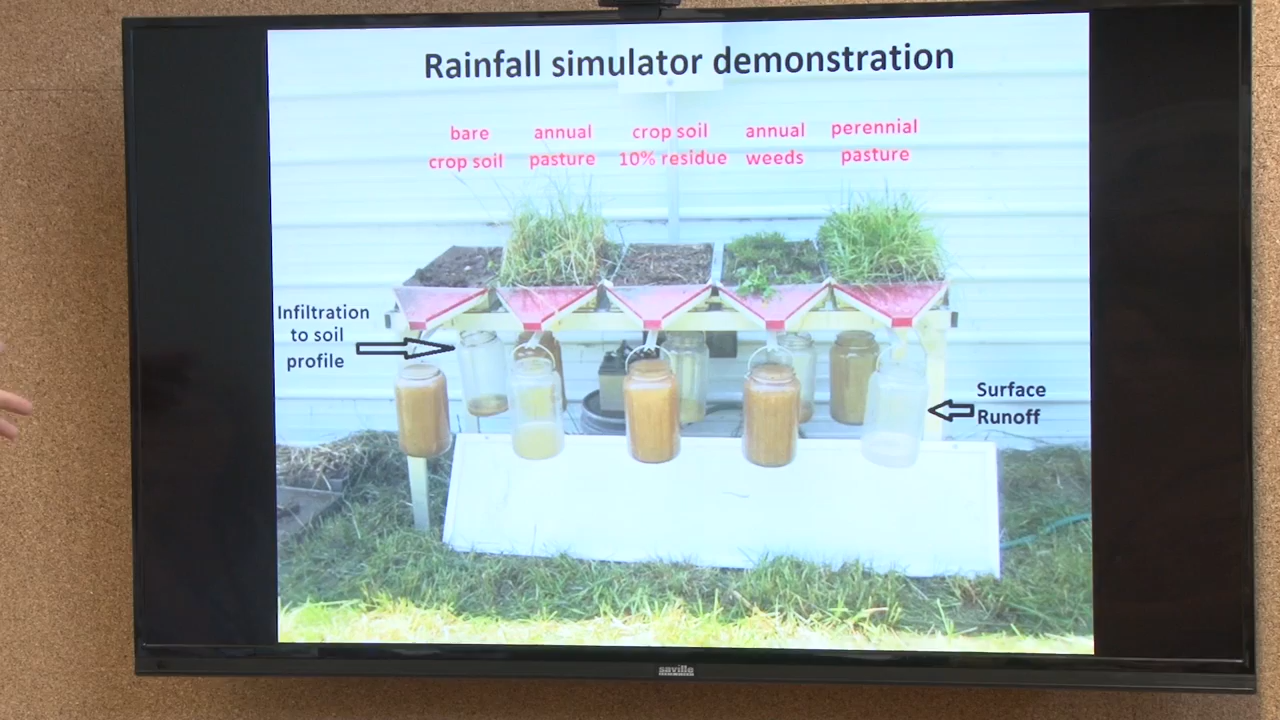 Rainfall simulator demonstration
bare
crop soil
annual
pasture
crop soil
10% residue
annual
weeds
perennial
pasture
Infiltration
to soil
profile
Surface
Runoff
saville